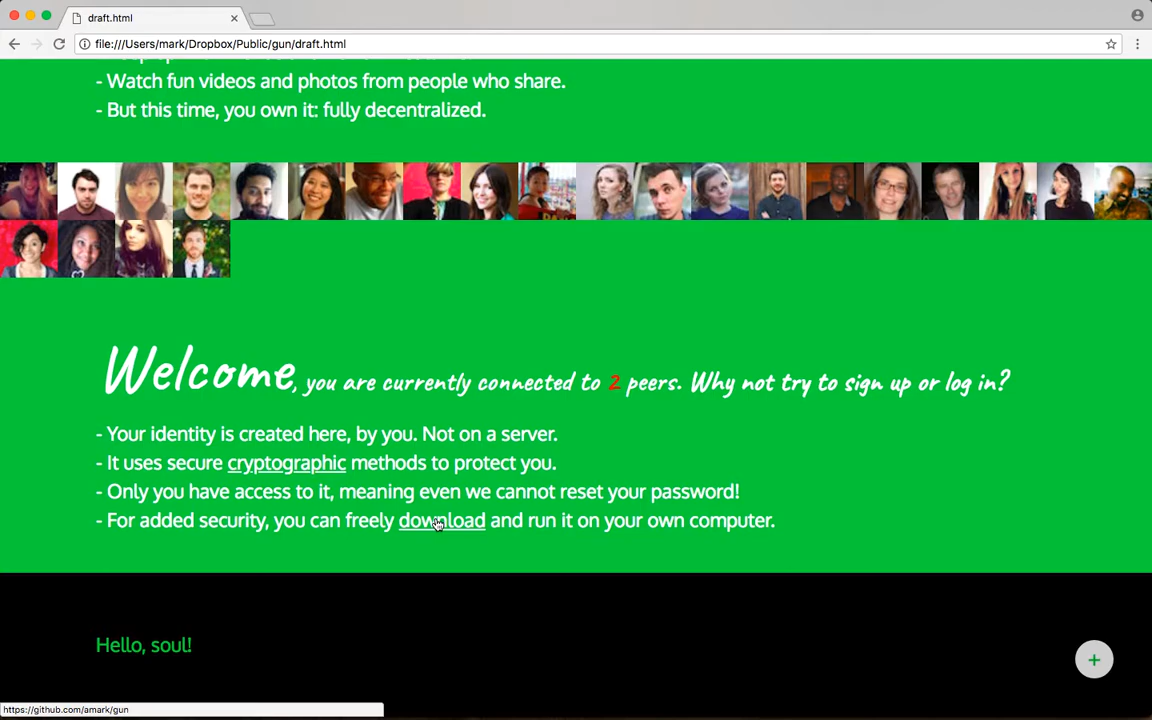 draft.html
file:///Users/mark/Dropbox/Public/gun/draft.html
- Watch fun videos and photos from people who share.
- But this time, you own it: fully decentralized.
Welcome, you are currently connected to 2 peers. Why not try to sign up or log in?
- Your identity is created here, by you. Not on a server.
- It uses secure cryptographic methods to protect you.
- Only you have access to it, meaning even we cannot reset your password!
- For added security, you can freely download and run it on your own computer.
Hello, soul!
+
https://github.com/amark/gun